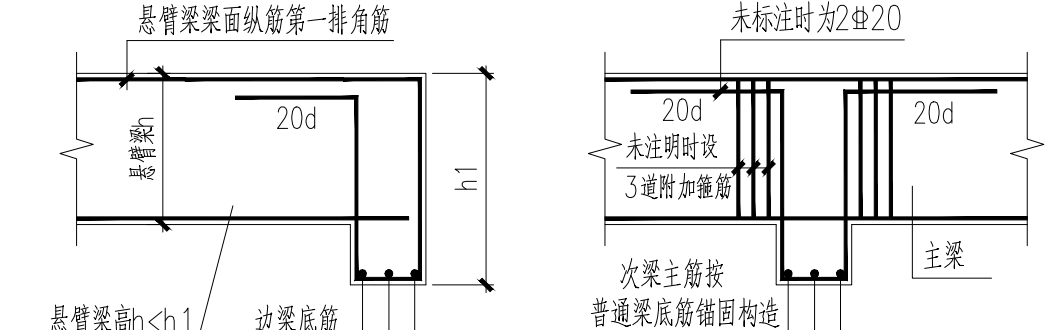 悬臂梁梁面纵筋第一排角筋
20d
悬臂梁h
h1
悬臂梁高h<h1
边梁底筋
未标注时为2Φ20
20d
20d
未注明时设
3道附加箍筋
主梁
次梁主筋按
普通梁底筋锚固构造